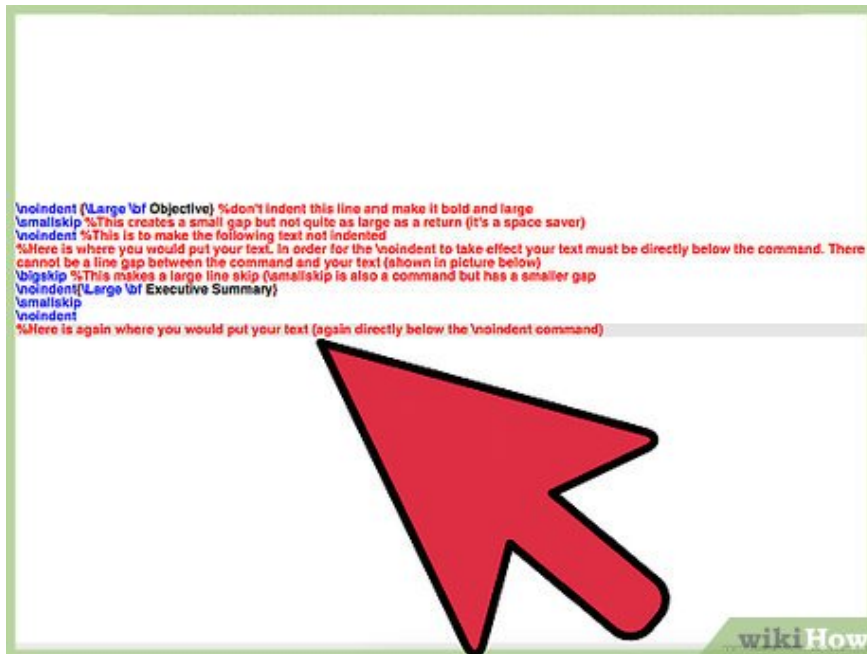 \noindent {\Large \bf Objective} %don't indent this line and make it bold and large
\smallskip %This creates a small gap but not quite as large as a return (it's a space saver)
\noindent %This is to make the following text not indented
%Here is where you would put your text. In order for the \noindent to take effect your text must be directly below the command. There
cannot be a line gap between the command and your text (shown in picture below)
\bigskip %This makes a large line skip (\smallskip is also a command but has a smaller gap
\noindent{\Large \bf Executive Summary}
\smallskip
\noindent
%Here is again where you would put your text (again directly below the \noindent command)
wikiHow